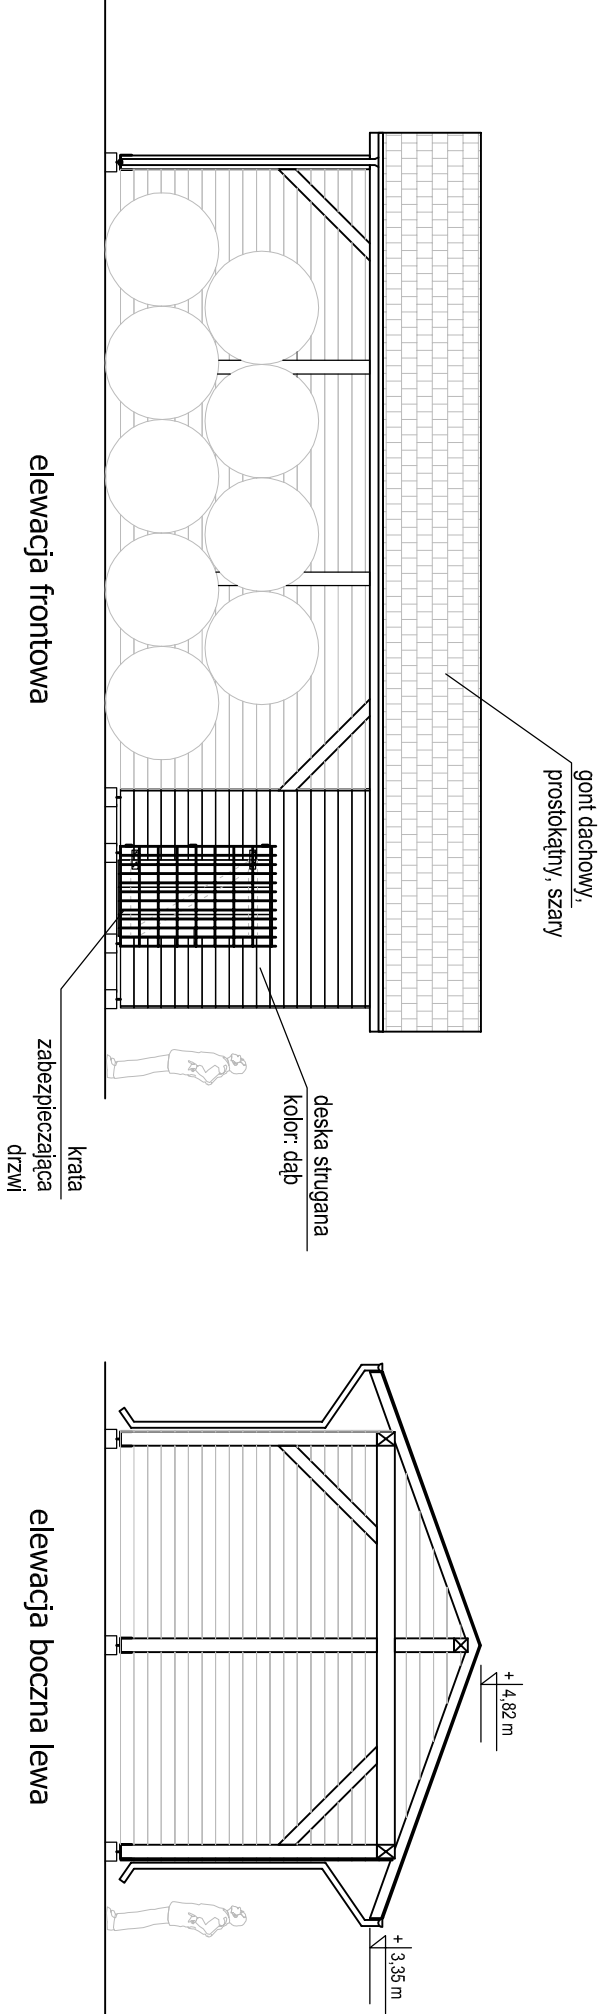 gont dachowy,
prostokątny, szary
deska strugana
kolor: dąb
krata
zabezpieczająca
drzwi
elewacja frontowa
+ 4,82 m
+ 3,35 m
elewacja boczna lewa